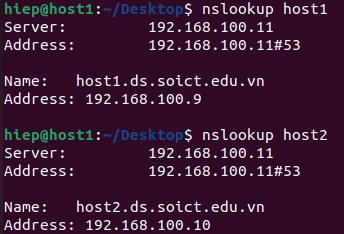 hiep@host1:~/Desktop$ nslookup host1
Server:         192.168.100.11
Address:        192.168.100.11#53

Name:   host1.ds.soict.edu.vn
Address: 192.168.100.9

hiep@host1:~/Desktop$ nslookup host2
Server:         192.168.100.11
Address:        192.168.100.11#53

Name:   host2.ds.soict.edu.vn
Address: 192.168.100.10